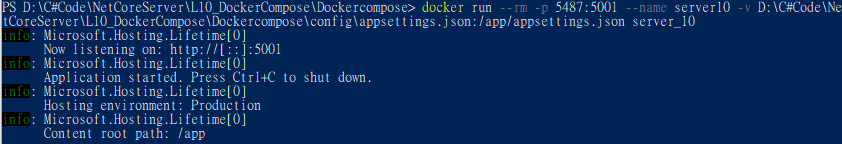 PS D:\C#Code\NetCoreServer\L10_DockerCompose\Dockercompose> docker run --rm -p 5487:5001 --name server10 -v D:\C#Code\Ne
tCoreServer\L10_DockerCompose\Dockercompose\config\appsettings.json:/app/appsettings.json server_10
info: Microsoft.Hosting.Lifetime[0]
      Now listening on: http://[::]:5001
info: Microsoft.Hosting.Lifetime[0]
      Application started. Press Ctrl+C to shut down.
info: Microsoft.Hosting.Lifetime[0]
      Hosting environment: Production
info: Microsoft.Hosting.Lifetime[0]
      Content root path: /app